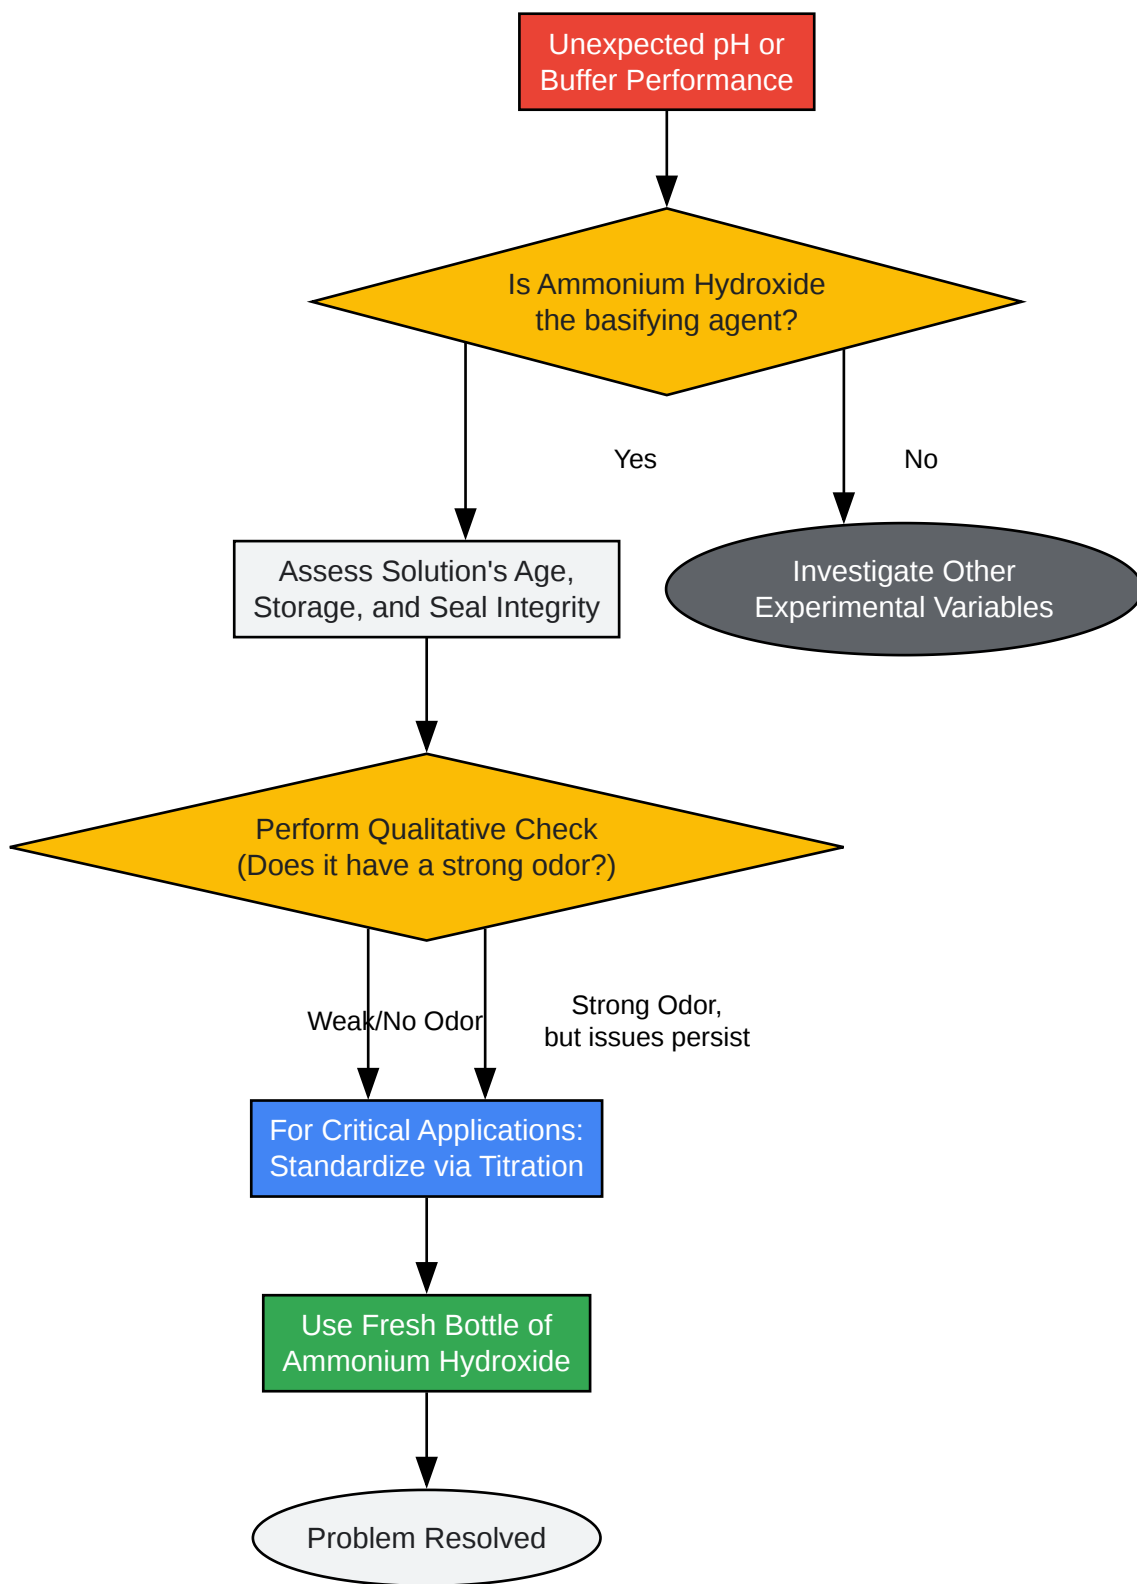 Unexpected pH or
Buffer Performance
Is Ammonium Hydroxide
the basifying agent?
Yes
No
Assess Solution's Age,
Storage, and Seal Integrity
Investigate Other
Experimental Variables
Perform Qualitative Check
(Does it have a strong odor?)
Weak/No Odor
Strong Odor,
but issues persist
For Critical Applications:
Standardize via Titration
Use Fresh Bottle of
Ammonium Hydroxide
Problem Resolved